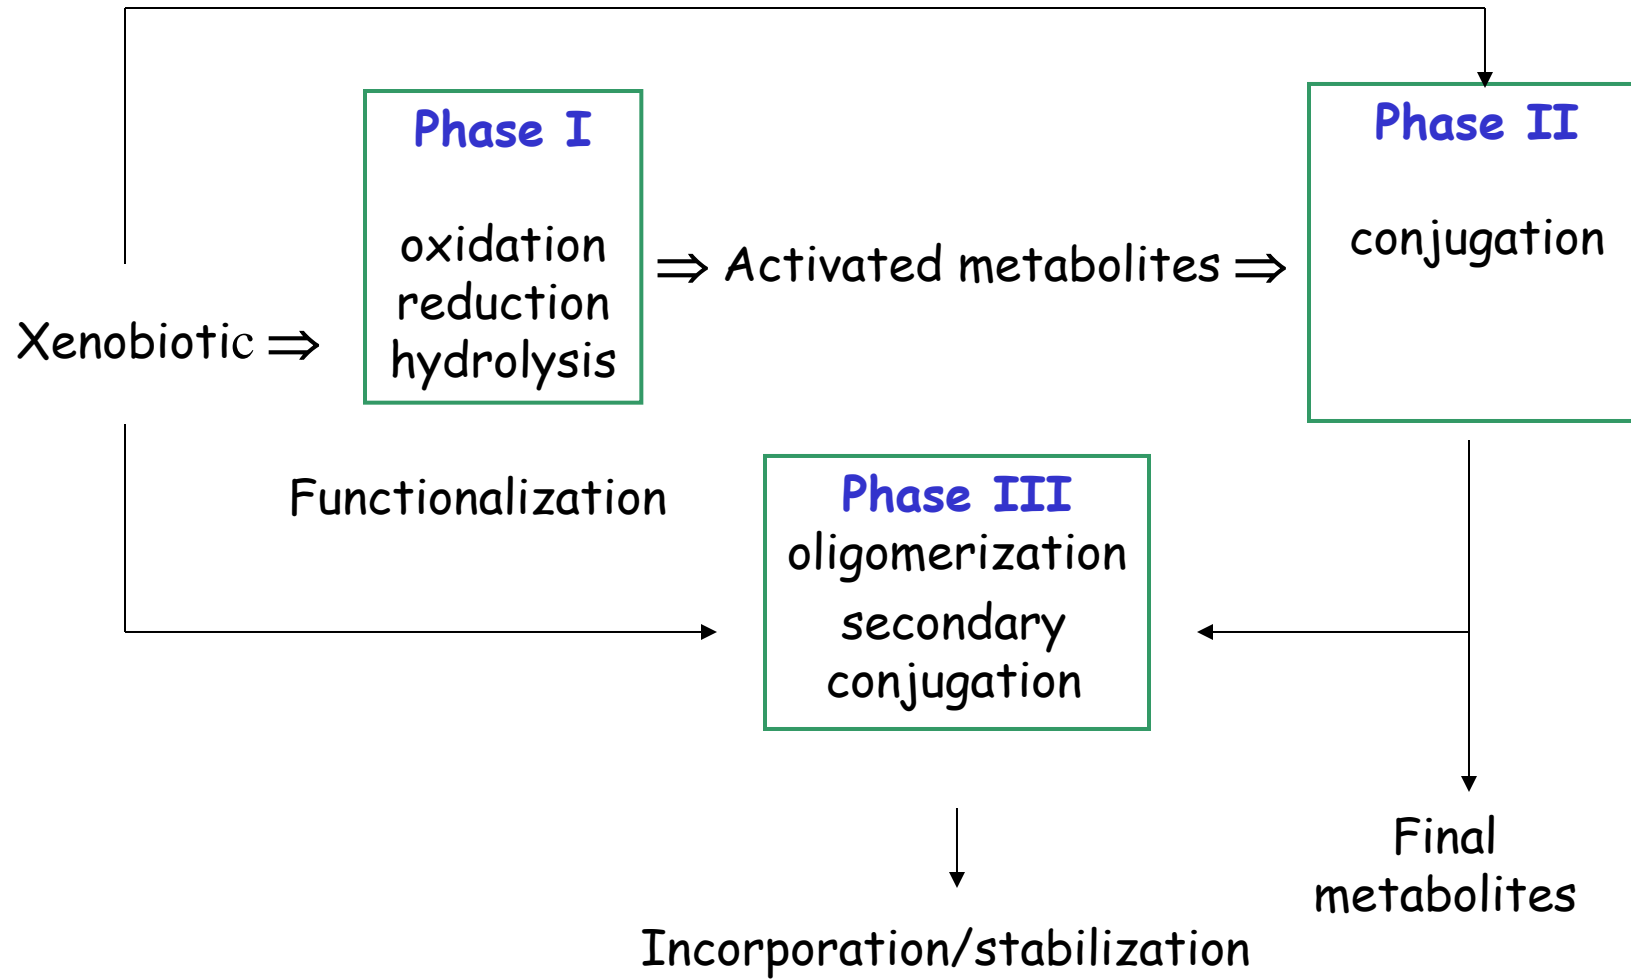 Phase I
oxidation
reduction
hydrolysis
Xenobiotic ⇒
⇒ Activated metabolites ⇒
Phase II
conjugation
Functionalization
Phase III
oligomerization
secondary
conjugation
Final
metabolites
Incorporation/stabilization